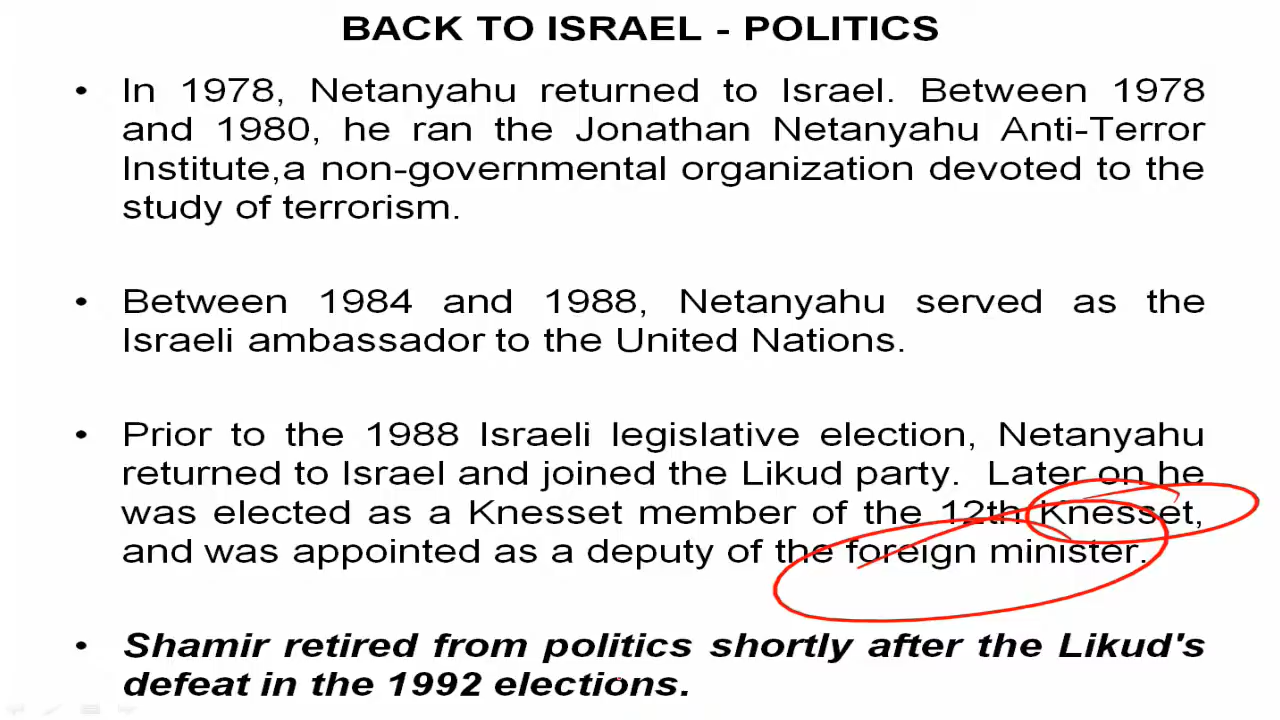 BACK TO ISRAEL - POLITICS
• In 1978, Netanyahu returned to Israel. Between 1978
and 1980, he ran the Jonathan Netanyahu Anti-Terror
Institute,a non-governmental organization devoted to the
study of terrorism.
• Between 1984 and 1988, Netanyahu served as the
Israeli ambassador to the United Nations.
• Prior to the 1988 Israeli legislative election, Netanyahu
returned to Israel and joined the Likud party. Later on he
was elected as a Knesset member of the 12th Knesset,
and was appointed as a deputy of the foreign minister.
• Shamir retired from politics shortly after the Likud's
defeat in the 1992 elections.